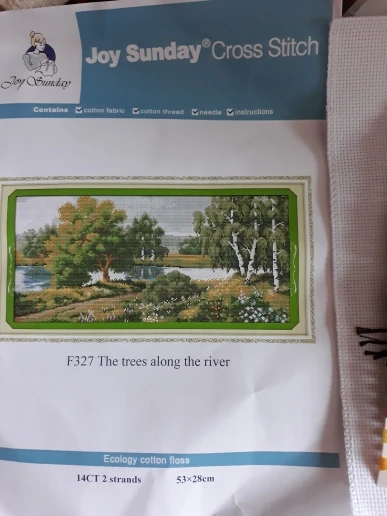 Joy Sunday® Cross Stitch
Joy Sunday
Contains cotton fabric cotton thread needle instructions
F327 The trees along the river
Ecology cotton floss
14CT 2 strands 53×28cm